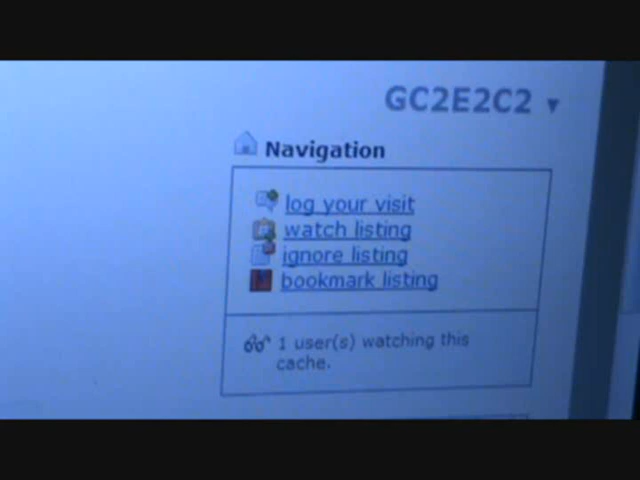 GC2E2C2
Navigation
log your visit
watch listing
ignore listing
bookmark listing
1 user(s) watching this
cache.